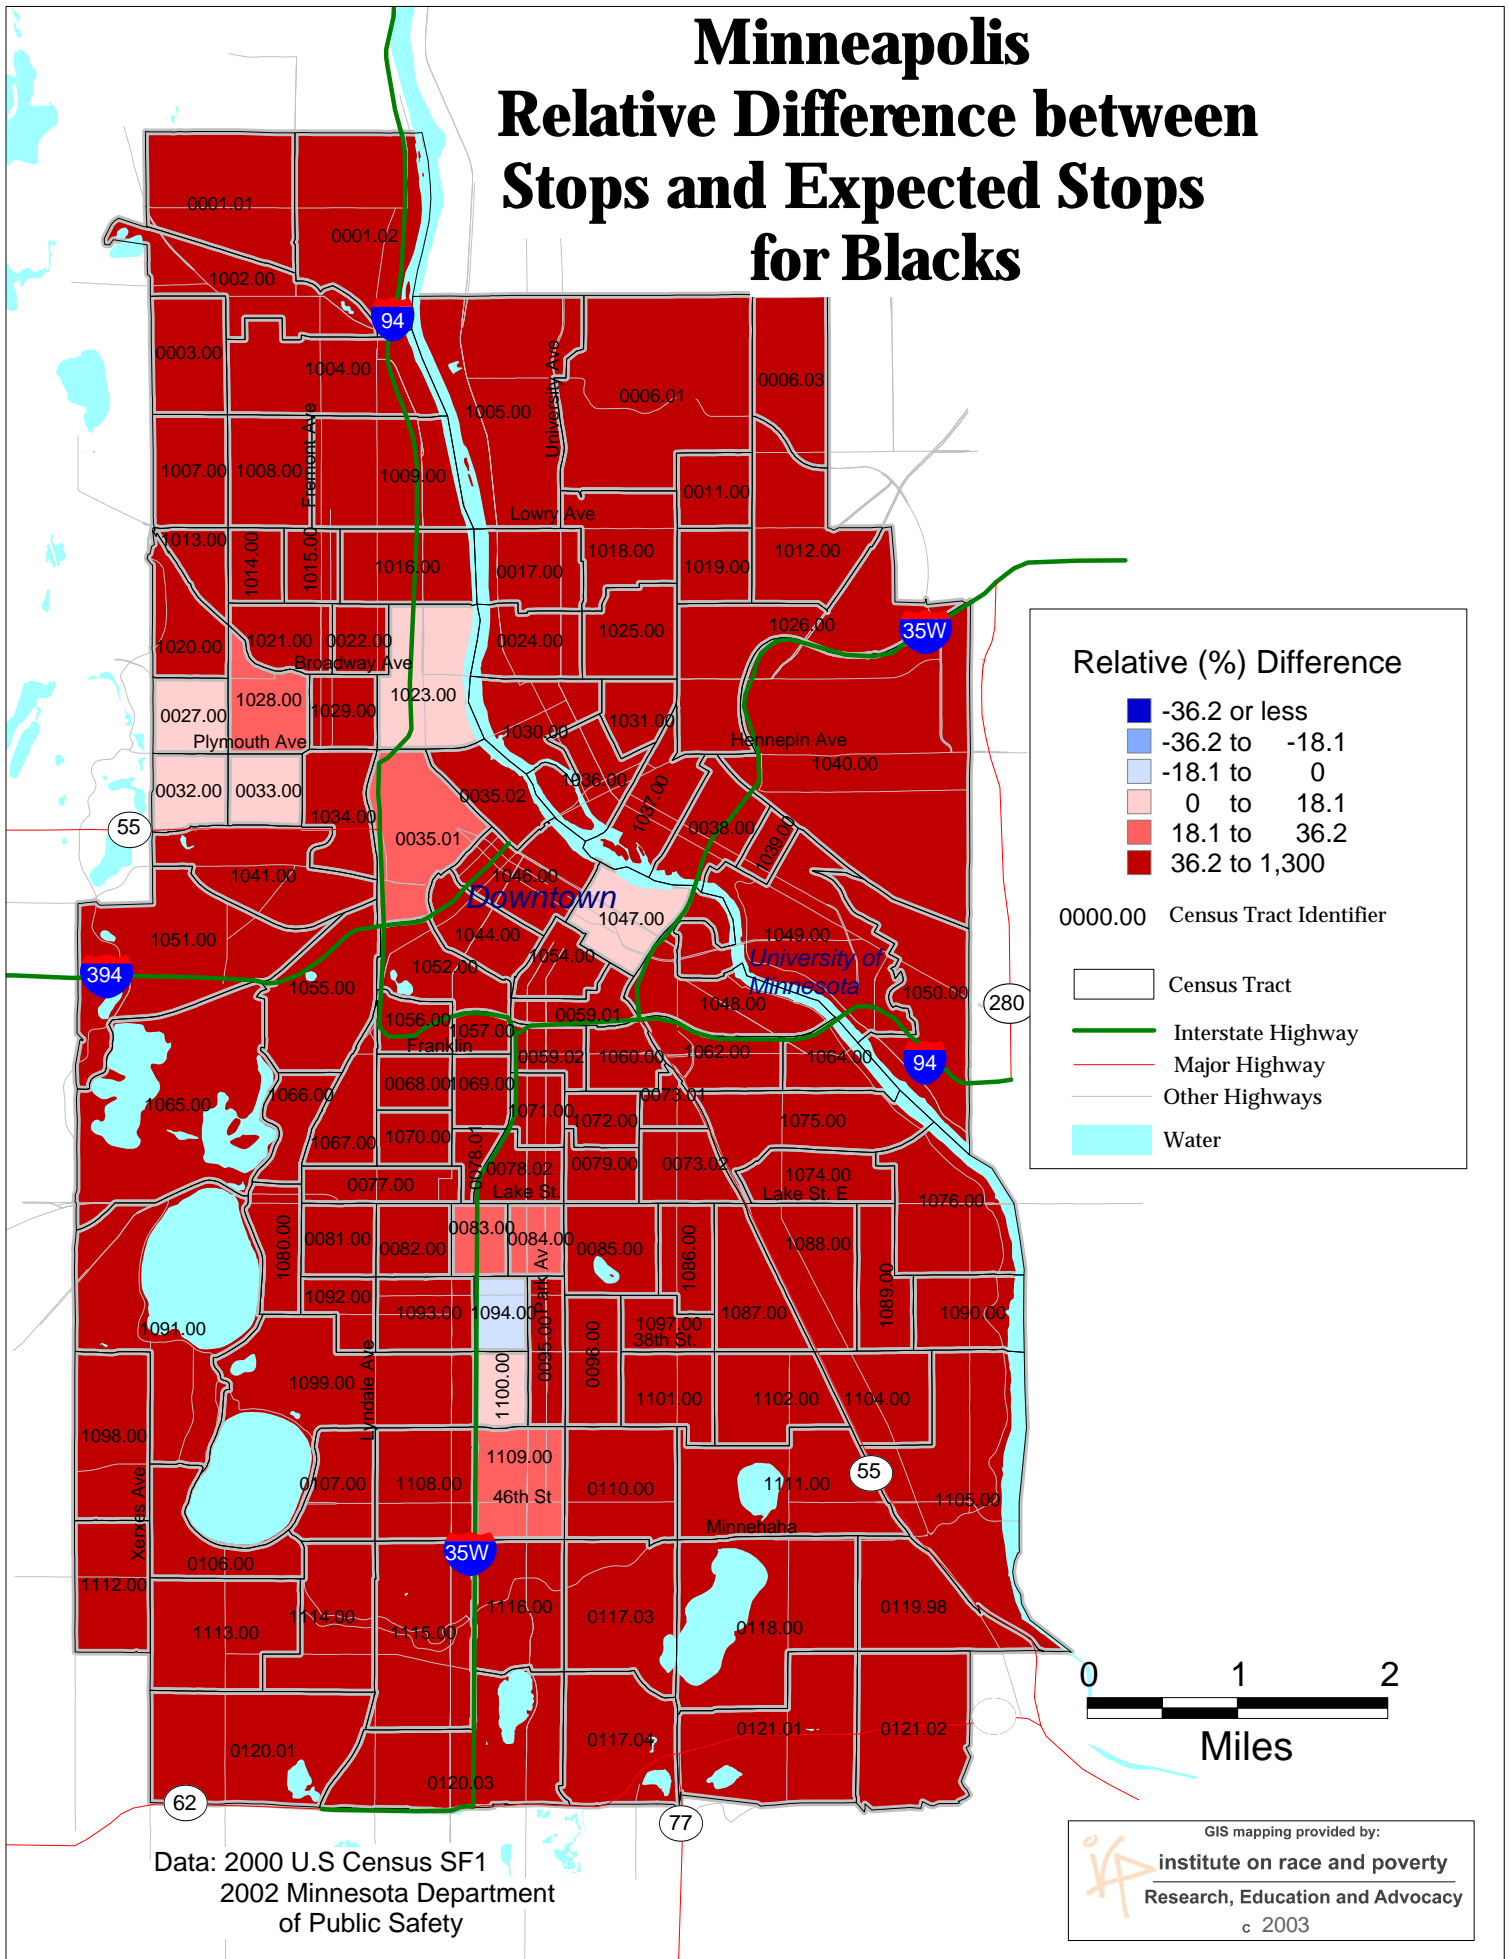 Minneapolis
Relative Difference between
Stops and Expected Stops
for Blacks
0001.01
0001.02
1002.00
94
0003.00
1004.00
0006.03
0006.01
1005.00
University Ave
Fremont Ave
1007.00
1008.00
1009.00
0011.00
Lowry Ave
1013.00
1014.00
1015.00
1016.00
0017.00
1018.00
1019.00
1012.00
1020.00
1021.00
0022.00
0024.00
1025.00
1026.00
35W
Broadway Ave
0027.00
1028.00
1029.00
1023.00
1030.00
1031.00
Plymouth Ave
Hennepin Ave
1040.00
0032.00
0033.00
1034.00
0035.02
1036.00
1037.00
0038.00
1039.00
55
0035.01
1041.00
1046.00
Downtown
1047.00
1051.00
1044.00
1054.00
1049.00
University of
Minnesota
394
1052.00
1055.00
1048.00
1050.00
280
1056.00
1057.00
0059.01
Franklin
0059.02
1060.00
1062.00
1064.00
94
0068.00
1069.00
0073.01
1065.00
1066.00
1071.00
1072.00
1075.00
1067.00
1070.00
0078.01
0078.02
0079.00
0073.02
1074.00
0077.00
Lake St.
Lake St. E
1076.00
1080.00
0081.00
0082.00
0083.00
0084.00
0085.00
1086.00
1088.00
1089.00
Park Av
1092.00
1093.00
1094.00
0095.00
0096.00
1097.00
38th St.
1087.00
1090.00
1091.00
1099.00
Lyndale Ave
1100.00
1101.00
1102.00
1104.00
1098.00
Xerxes Ave
0107.00
1108.00
1109.00
46th St
0110.00
1111.00
55
1105.00
Minnehaha
35W
0106.00
1112.00
1113.00
1114.00
1115.00
1116.00
0117.03
0118.00
0119.98
0120.01
0120.03
0117.04
0121.01
0121.02
62
77
Relative (%) Difference
-36.2 or less
-36.2 to -18.1
-18.1 to 0
0 to 18.1
18.1 to 36.2
36.2 to 1,300
0000.00 Census Tract Identifier
Census Tract
Interstate Highway
Major Highway
Other Highways
Water
0 1 2
Miles
Data: 2000 U.S Census SF1
2002 Minnesota Department
of Public Safety
GIS mapping provided by:
institute on race and poverty
Research, Education and Advocacy
c 2003